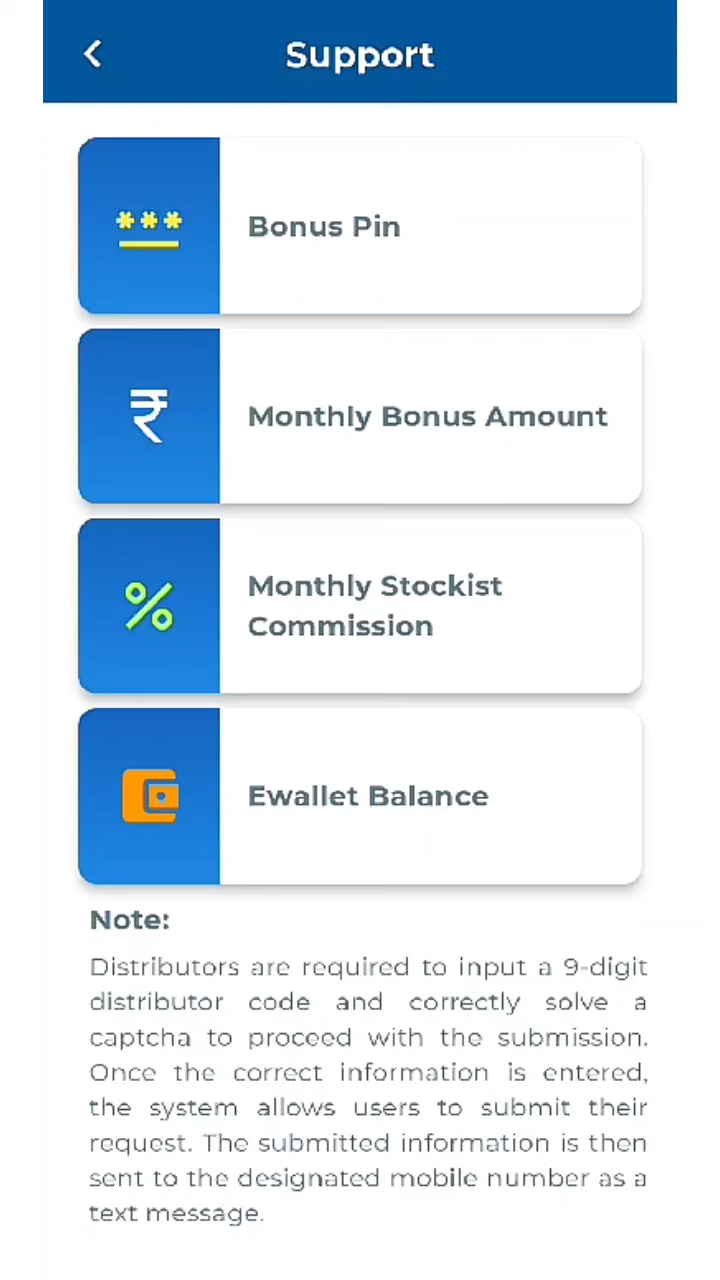 Support
***
Bonus Pin
₹
Monthly Bonus Amount
%
Monthly Stockist
Commission
Ewallet Balance
Note:
Distributors are required to input a 9-digit
distributor code and correctly solve a
captcha to proceed with the submission.
Once the correct information is entered,
the system allows users to submit their
request. The submitted information is then
sent to the designated mobile number as a
text message.